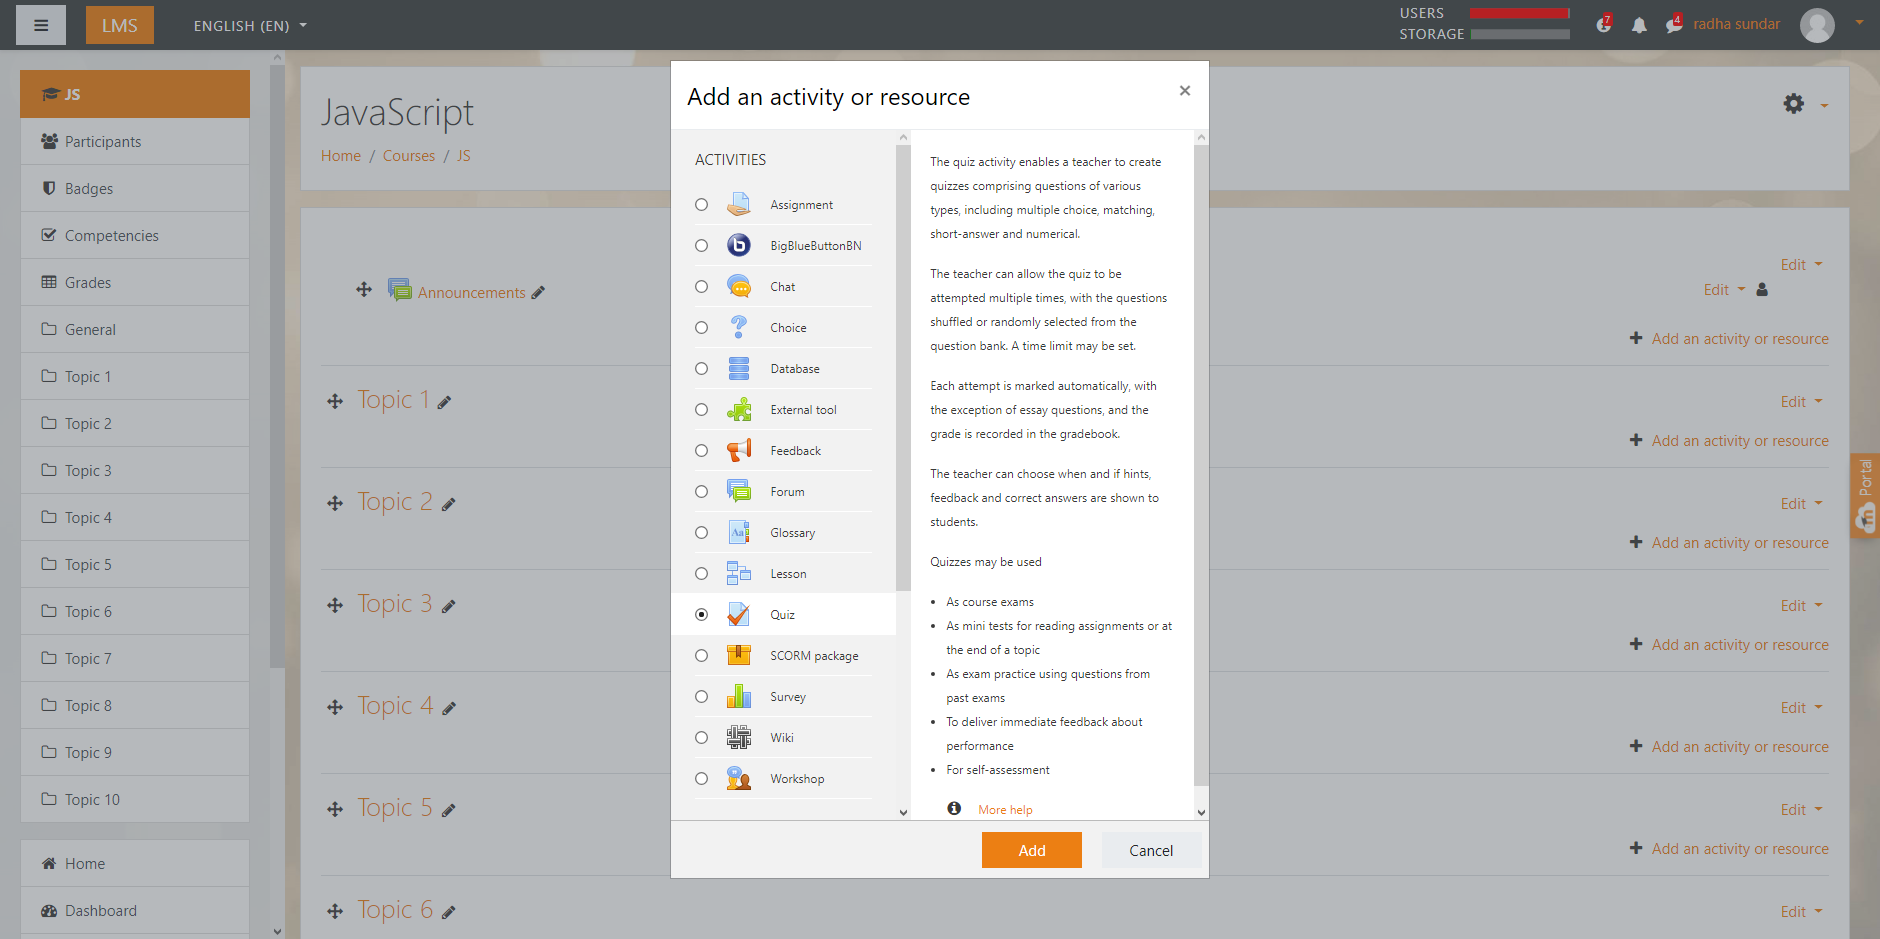 LMS
ENGLISH (EN)
USERS
STORAGE
7
4
radha sundar
JS
Participants
Badges
Competencies
Grades
General
Topic 1
Topic 2
Topic 3
Topic 4
Topic 5
Topic 6
Topic 7
Topic 8
Topic 9
Topic 10
Home
Dashboard
JavaScript
Home / Courses / JS
Edit
Announcements
Edit
Add an activity or resource
Topic 1
Edit
Add an activity or resource
Topic 2
Edit
Add an activity or resource
Topic 3
Edit
Add an activity or resource
Topic 4
Edit
Add an activity or resource
Topic 5
Edit
Add an activity or resource
Topic 6
Edit
Portal
Add an activity or resource
×
ACTIVITIES
Assignment
BigBlueButtonBN
Chat
Choice
Database
External tool
Feedback
Forum
Glossary
Lesson
Quiz
SCORM package
Survey
Wiki
Workshop
The quiz activity enables a teacher to create
quizzes comprising questions of various
types, including multiple choice, matching,
short-answer and numerical.
The teacher can allow the quiz to be
attempted multiple times, with the questions
shuffled or randomly selected from the
question bank. A time limit may be set.
Each attempt is marked automatically, with
the exception of essay questions, and the
grade is recorded in the gradebook.
The teacher can choose when and if hints,
feedback and correct answers are shown to
students.
Quizzes may be used
• As course exams
• As mini tests for reading assignments or at
the end of a topic
• As exam practice using questions from
past exams
• To deliver immediate feedback about
performance
• For self-assessment
More help
Add
Cancel